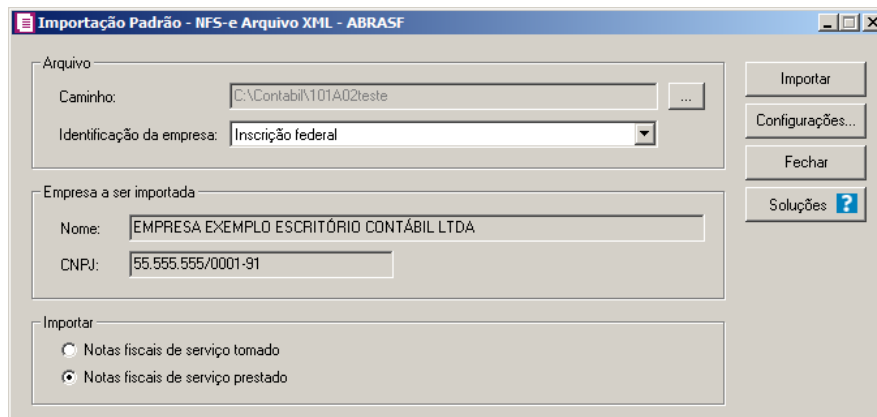 Importação Padrão - NFS-e Arquivo XML - ABRASF
Arquivo
Caminho: C:\Contabil\101A02teste ...
Identificação da empresa: Inscrição federal
Empresa a ser importada
Nome: EMPRESA EXEMPLO ESCRITÓRIO CONTÁBIL LTDA
CNPJ: 55.555.555/0001-91
Importar
Notas fiscais de serviço tomado
Notas fiscais de serviço prestado
Importar
Configurações...
Fechar
Soluções ?